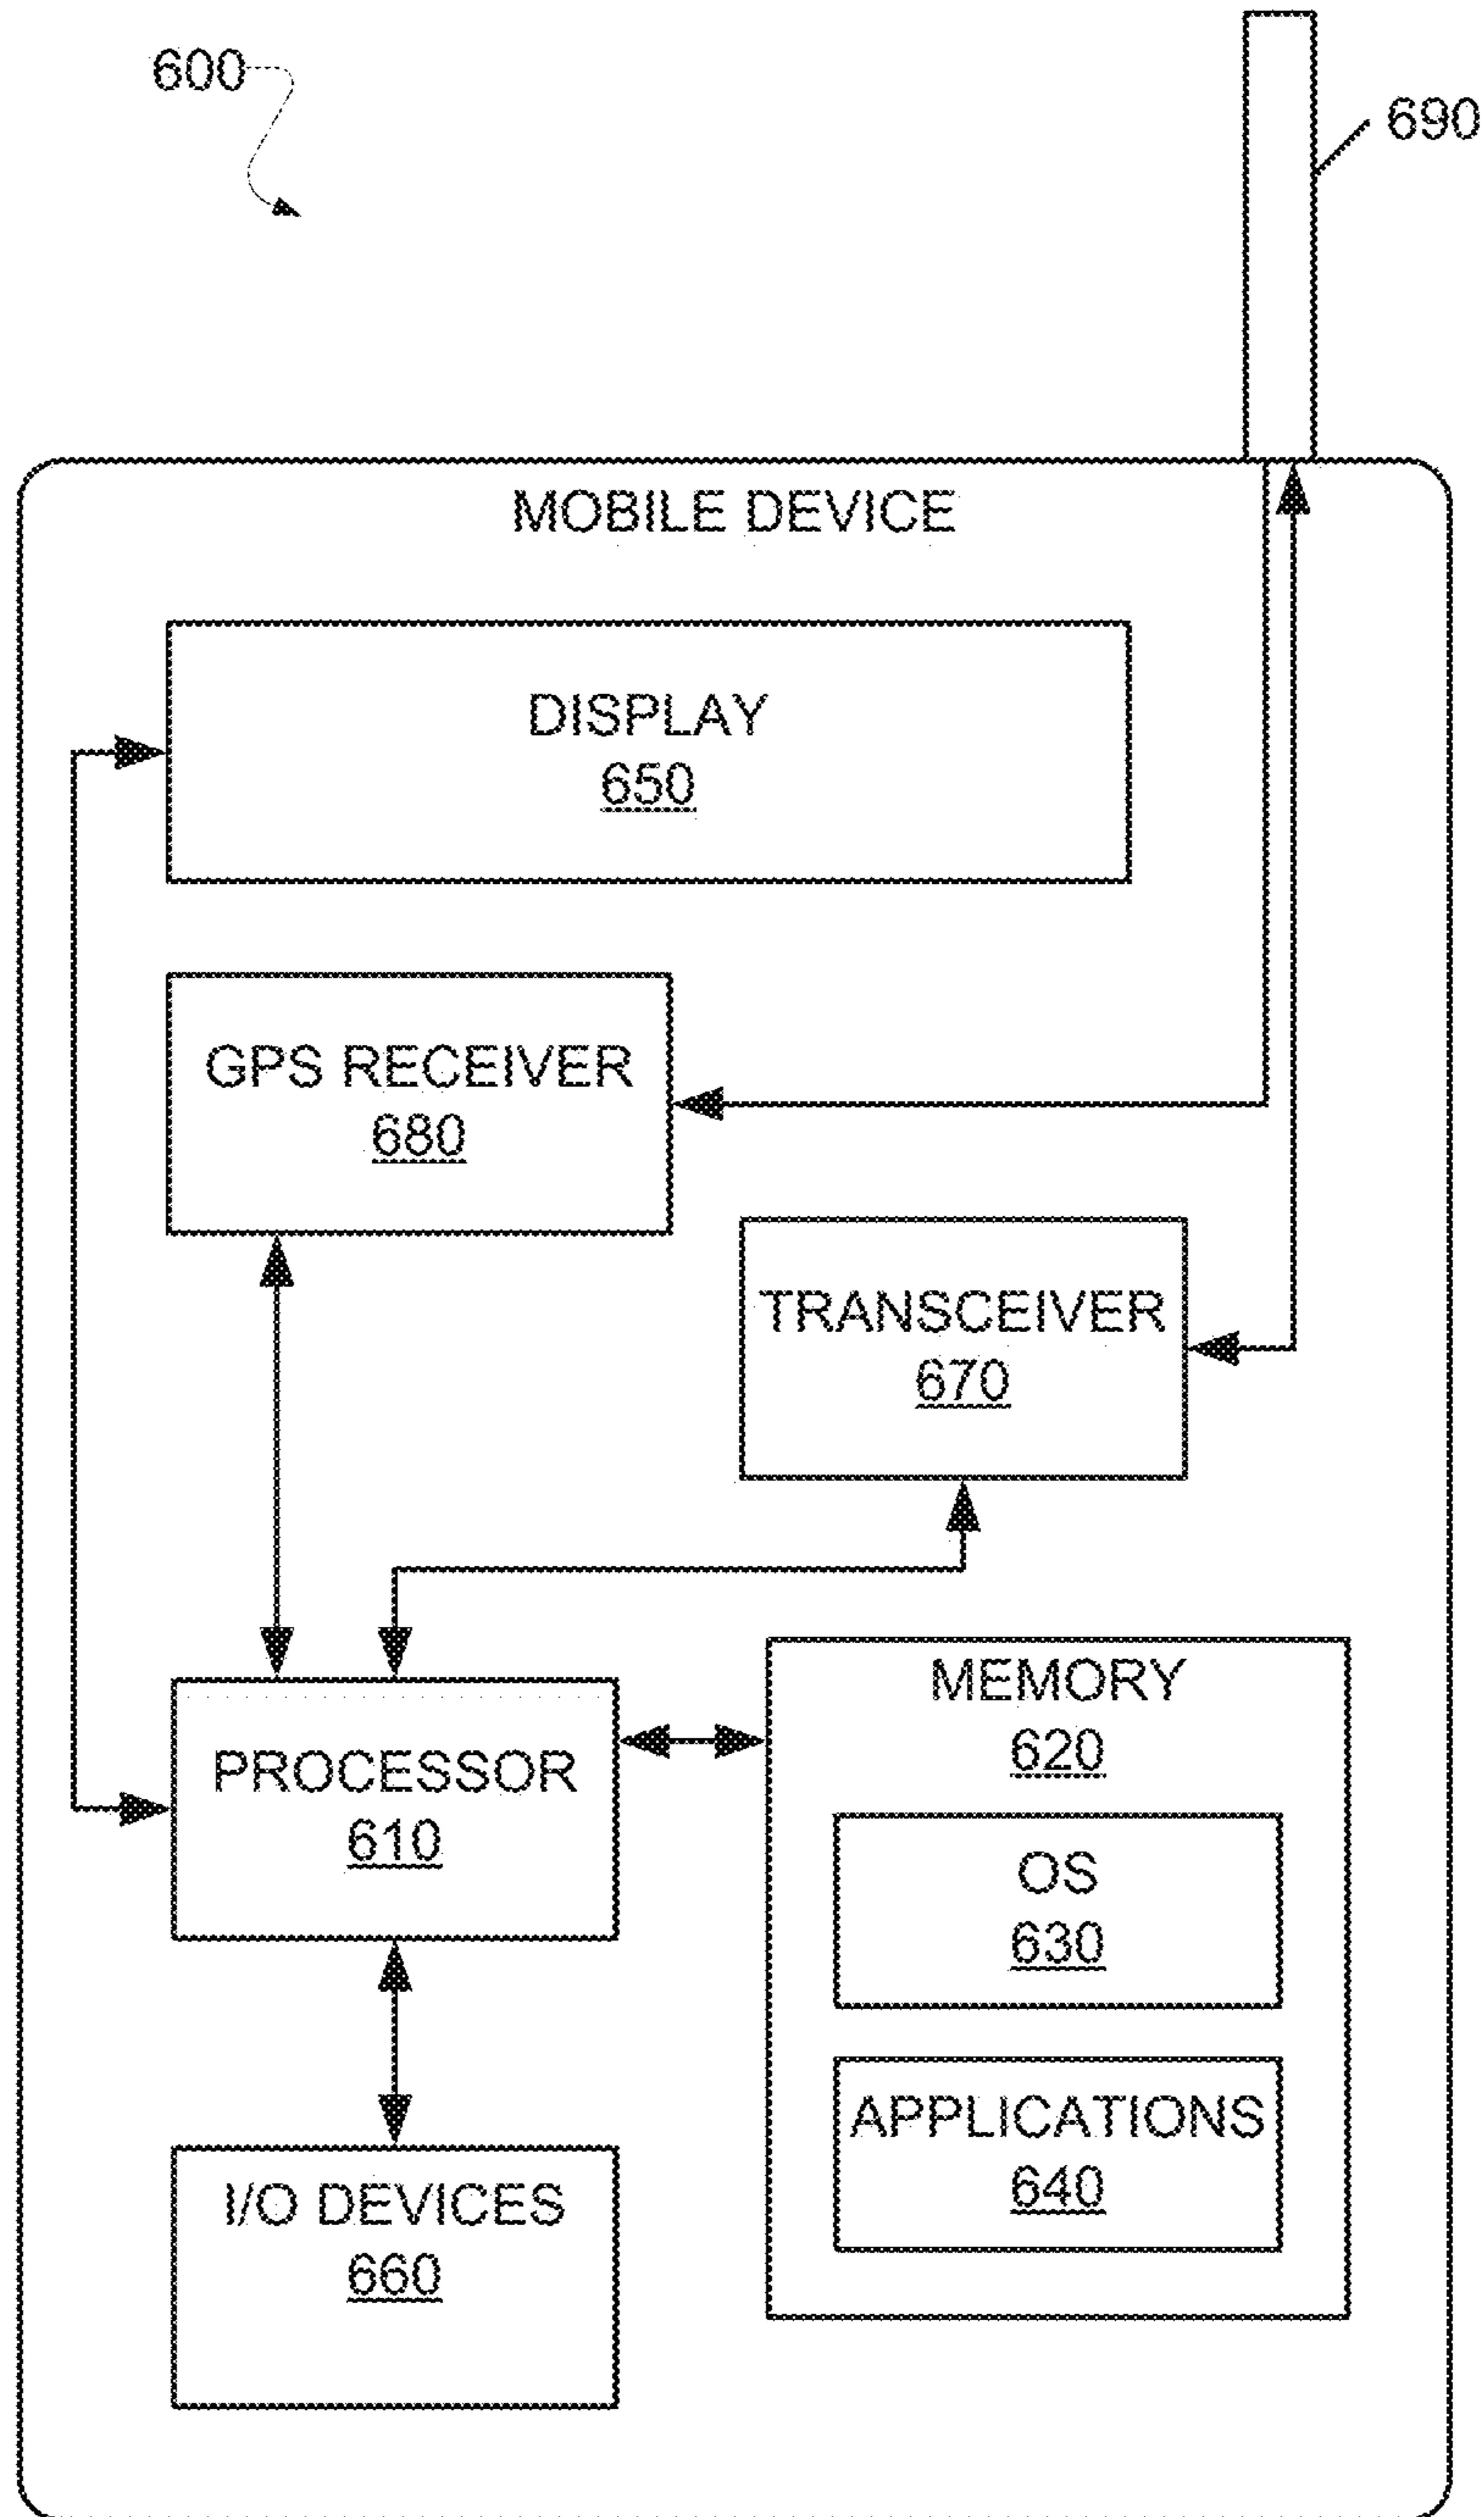 600
690
MOBILE DEVICE
DISPLAY
650
GPS RECEIVER
680
TRANSCEIVER
670
PROCESSOR
610
MEMORY
620
OS
630
APPLICATIONS
640
I/O DEVICES
660